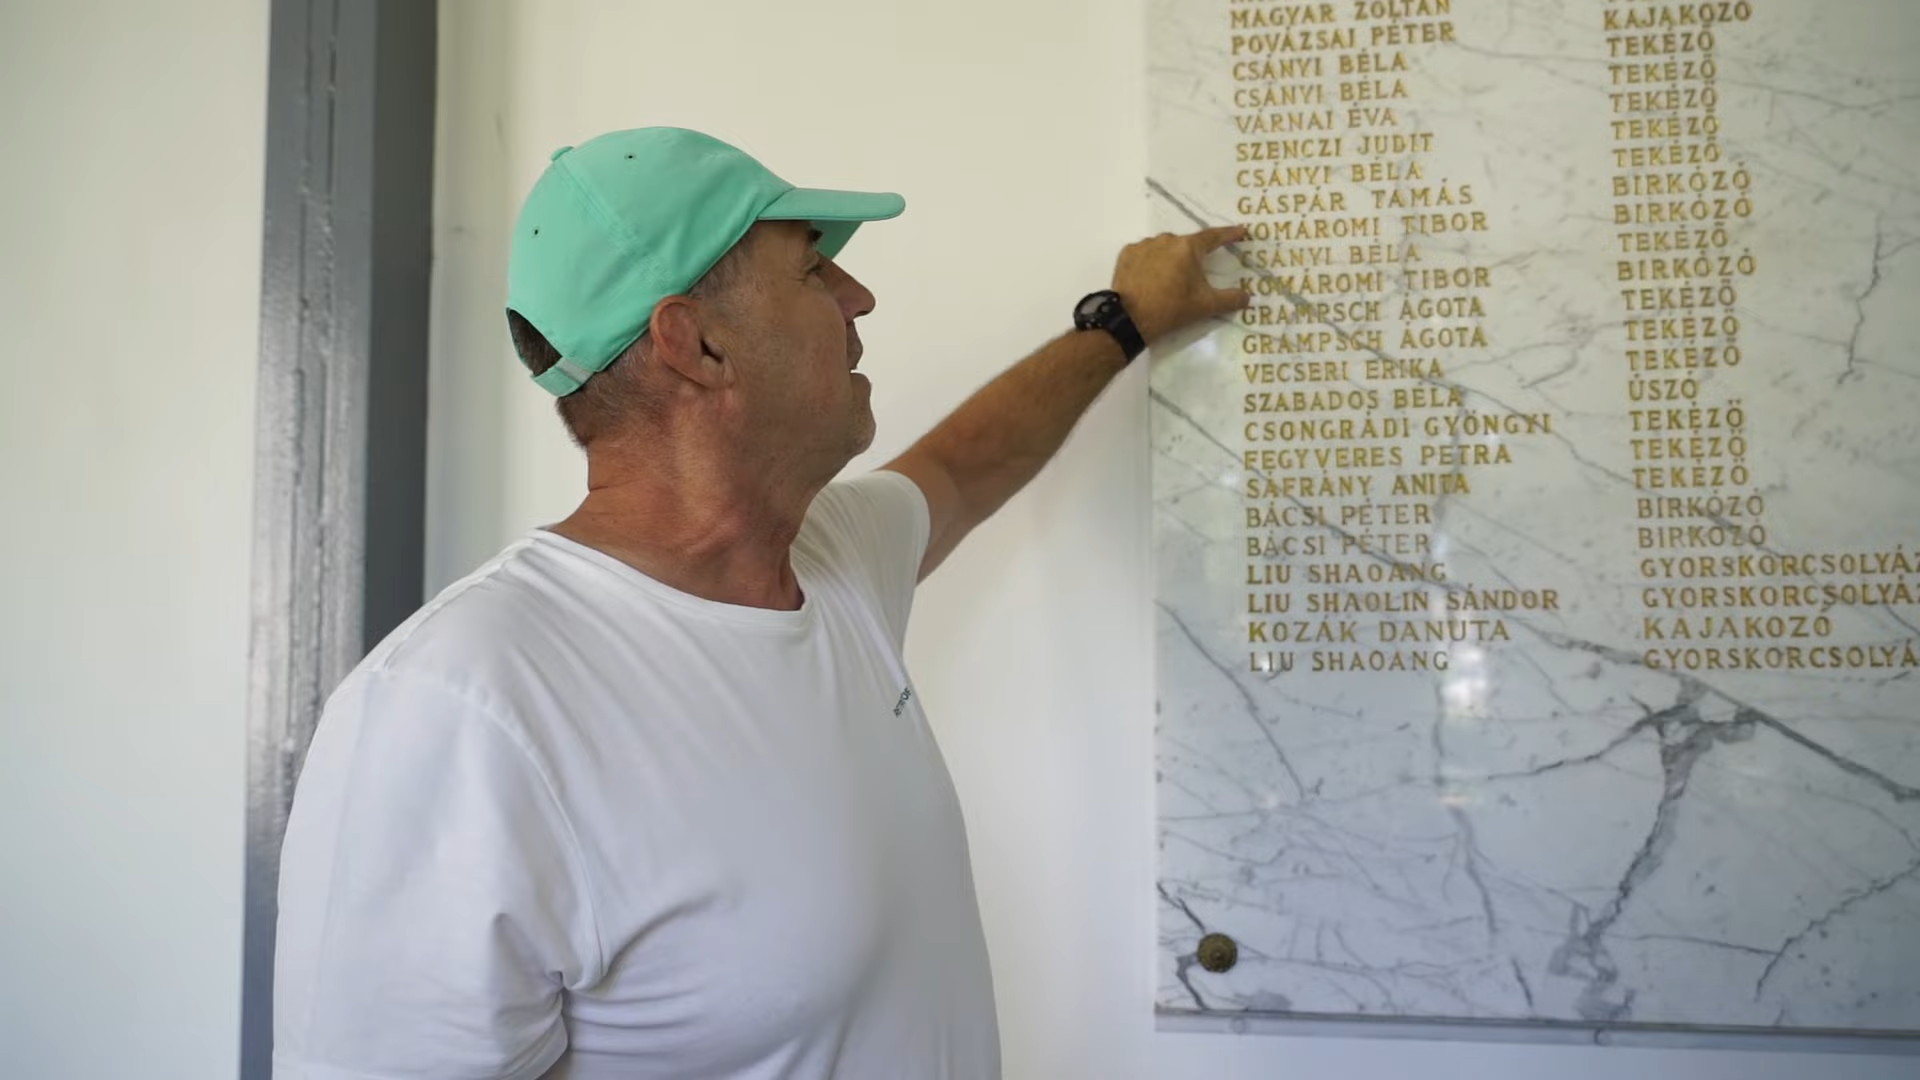 MAGYAR ZOLTÁN
POVÁZSAI PÉTER KAJAKOZÓ
CSÁNYI BÉLA TEKÉZŐ
CSÁNYI BÉLA TEKÉZŐ
VÁRNAI ÉVA TEKÉZŐ
SZENCZI JUDIT TEKÉZŐ
CSÁNYI BÉLA TEKÉZŐ
GÁSPÁR TAMÁS BIRKÓZÓ
KOMÁROMI TIBOR BIRKÓZÓ
CSÁNYI BÉLA TEKÉZŐ
KOMÁROMI TIBOR BIRKÓZÓ
GRAMPSCH ÁGOTA TEKÉZŐ
GRAMPSCH ÁGOTA TEKÉZŐ
VECSERI ERIKA TEKÉZŐ
SZABADOS BÉLA ÚSZÓ
CSONGRÁDI GYÖNGYI TEKÉZŐ
FEGYVERES PETRA TEKÉZŐ
SÁFRÁNY ANITA TEKÉZŐ
BÁCSI PÉTER BIRKÓZÓ
BÁCSI PÉTER BIRKÓZÓ
LIU SHAOANG GYORSKORCSOLYÁZ
LIU SHAOLIN SÁNDOR GYORSKORCSOLYÁZ
KOZÁK DANUTA KAJAKOZÓ
LIU SHAOANG GYORSKORCSOLYÁ